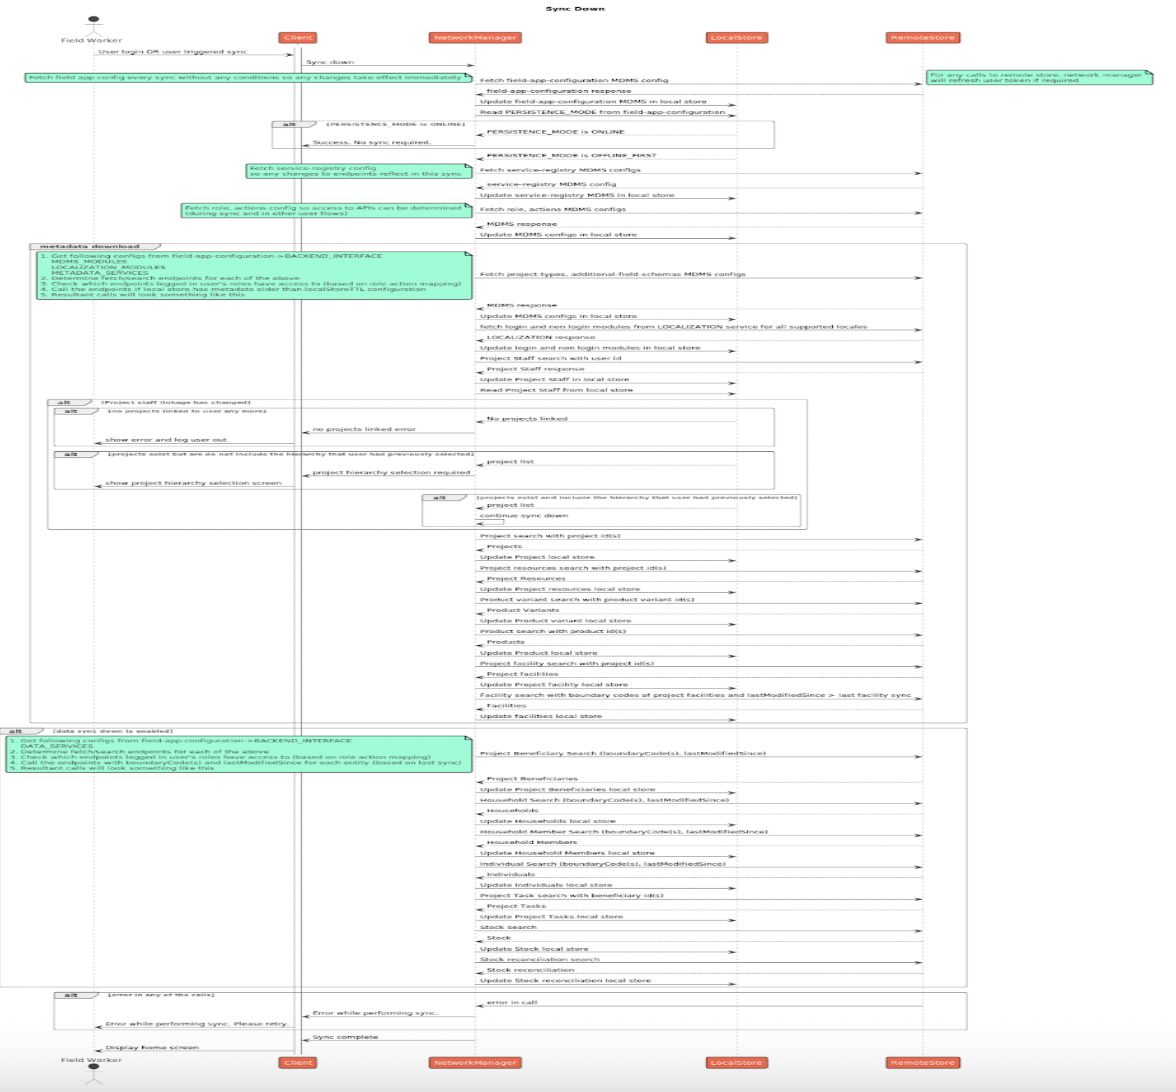 Sync Down
Field Worker
Client
NetworkManager
LocalStore
RemoteStore
User login OR user triggered sync
Sync down
Fetch field app config every sync without any conditions so any changes take effect immediately
For any calls to remote store, network manager
will refresh user token if required
Fetch field-app-configuration MDMS config
field-app-configuration response
Update field-app-configuration MDMS in local store
Read PERSISTENCE_MODE from field-app-configuration
alt [PERSISTENCE_MODE is ONLINE]
PERSISTENCE_MODE is ONLINE
Success. No sync required.
PERSISTENCE_MODE is OFFLINE_FIRST
Fetch service-registry config
so any changes to endpoints reflect in this sync
Fetch service-registry MDMS configs
service-registry MDMS config
Update service-registry MDMS in local store
Fetch role, actions config so access to APIs can be determined
(during sync and in other user flows)
Fetch role, actions MDMS configs
MDMS response
Update MDMS configs in local store
metadata download
1. Get following configs from field-app-configuration->BACKEND_INTERFACE
MDMS_MODULES
LOCALIZATION_MODULES
METADATA_SERVICES
2. Determine fetch/search endpoints for each of the above
3. Check which endpoints logged in user's roles have access to (based on role action mapping)
4. Call the endpoints if local store has metadata older than localStoreTTL configuration
5. Resultant calls will look something like this
Fetch project-types, additional-field-schemas MDMS configs
MDMS response
Update MDMS configs in local store
fetch login and non login modules from LOCALIZATION service for all supported locales
LOCALIZATION response
Update login and non login modules in local store
Project Staff search with user id
Project Staff response
Update Project Staff in local store
Read Project Staff from local store
alt [Project staff linkage has changed]
alt [no projects linked to user any more]
No projects linked
no projects linked error
show error and log user out
alt [projects exist but are do not include the hierarchy that user had previously selected]
project list
project hierarchy selection required
show project hierarchy selection screen
alt [projects exist and include the hierarchy that user had previously selected]
project list
continue sync down
Project search with project id(s)
Projects
Update Project local store
Project resources search with project id(s)
Project Resources
Update Project resources local store
Product variant search with product variant id(s)
Product Variants
Update Product variant local store
Product search with product id(s)
Products
Update Product local store
Project facility search with project id(s)
Project facilities
Update Project facility local store
Facility search with boundary codes of project facilities and lastModifiedSince > last facility sync
Facilities
Update facilities local store
alt [data sync down is enabled]
1. Get following configs from field-app-configuration->BACKEND_INTERFACE
DATA_SERVICES
2. Determine fetch/search endpoints for each of the above
3. Check which endpoints logged in user's roles have access to (based on role action mapping)
4. Call the endpoints with boundaryCode(s) and lastModifiedSince for each entity (based on last sync)
5. Resultant calls will look something like this
Project Beneficiary Search (boundaryCode(s), lastModifiedSince)
Project Beneficiaries
Update Project Beneficiaries local store
Household Search (boundaryCode(s), lastModifiedSince)
Households
Update Households local store
Household Member Search (boundaryCode(s), lastModifiedSince)
Household Members
Update Household Members local store
Individual Search (boundaryCode(s), lastModifiedSince)
Individuals
Update Individuals local store
Project Task search with beneficiary id(s)
Project Tasks
Update Project Tasks local store
Stock search
Stock
Update Stock local store
Stock reconciliation search
Stock reconciliation
Update Stock reconciliation local store
alt [error in any of the calls]
error in call
Error while performing sync.
Error while performing sync. Please retry.
Sync complete
Display home screen
Field Worker
Client
NetworkManager
LocalStore
RemoteStore